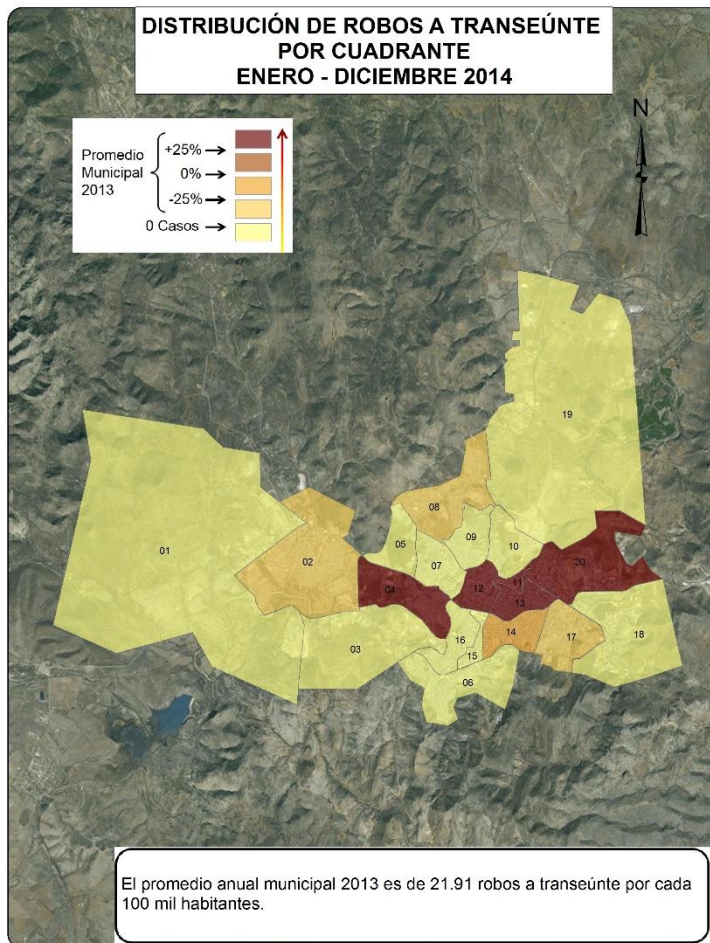 DISTRIBUCIÓN DE ROBOS A TRANSEÚNTE
POR CUADRANTE
ENERO - DICIEMBRE 2014
N
Promedio
Municipal
2013
+25%
0%
-25%
0 Casos
19
08
01
05
09
10
02
07
20
04
12
11
13
16
14
17
18
03
15
06
El promedio anual municipal 2013 es de 21.91 robos a transeúnte por cada
100 mil habitantes.